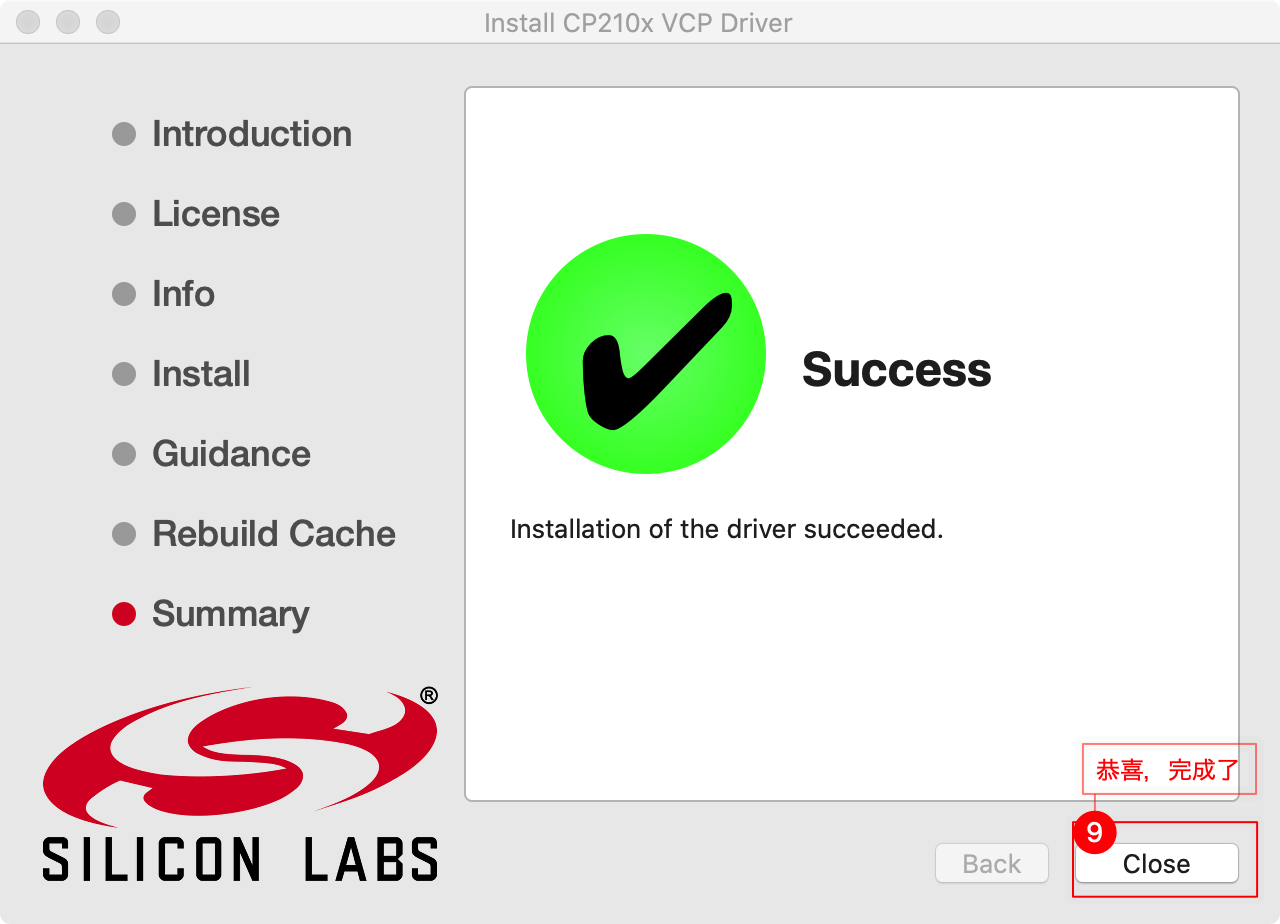 Install CP210x VCP Driver
Introduction
License
Info
Install
Guidance
Rebuild Cache
Summary
®
SILICON LABS
Success
Installation of the driver succeeded.
恭喜，完成了
9
Back
Close